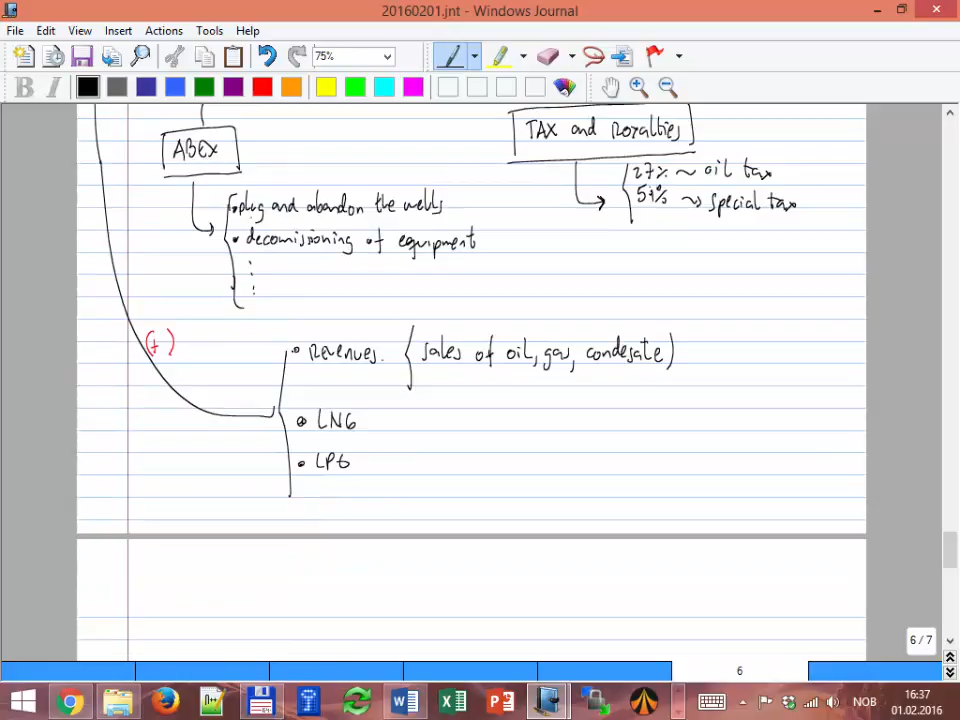 20160201.jnt - Windows Journal
File Edit View Insert Actions Tools Help
75%
B I
ABEX
TAX and Royalties
27% ~ oil tax
54% ~> special tax
• plug and abandon the wells
• decomissioning of equipment
(+)
• Revenues. { sales of oil, gas, condesate )
• LNG
• LPG
6 / 7
6
NOB
16:37
01.02.2016